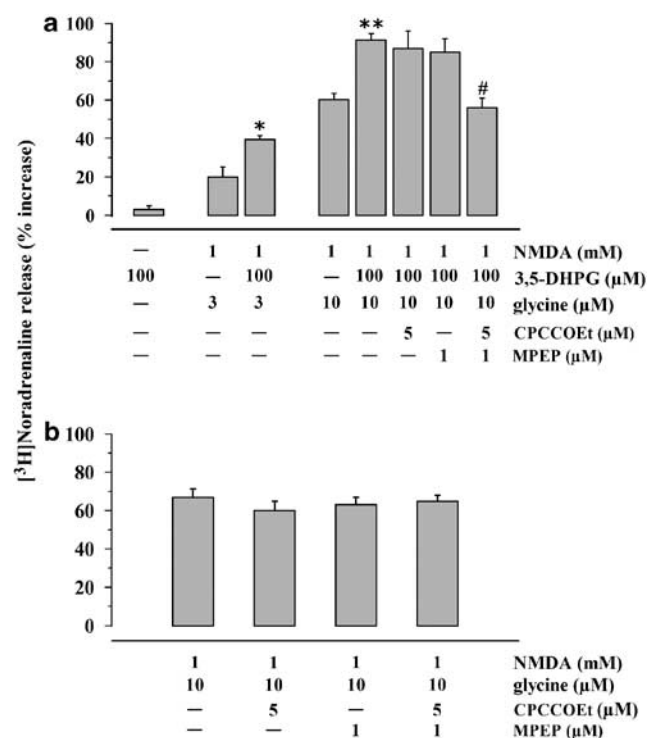 a
100
80
60
40
20
0
*
**
#
— 1 1 1 1 1 1 1 NMDA (mM)
100 — 100 — 100 100 100 100 3,5-DHPG (µM)
— 3 3 10 10 10 10 10 glycine (µM)
— — — — — 5 — 5 CPCCOEt (µM)
— — — — — — 1 1 MPEP (µM)
[³H]Noradrenaline release (% increase)
b
100
80
60
40
20
0
1 1 1 1 NMDA (mM)
10 10 10 10 glycine (µM)
— 5 — 5 CPCCOEt (µM)
— — 1 1 MPEP (µM)